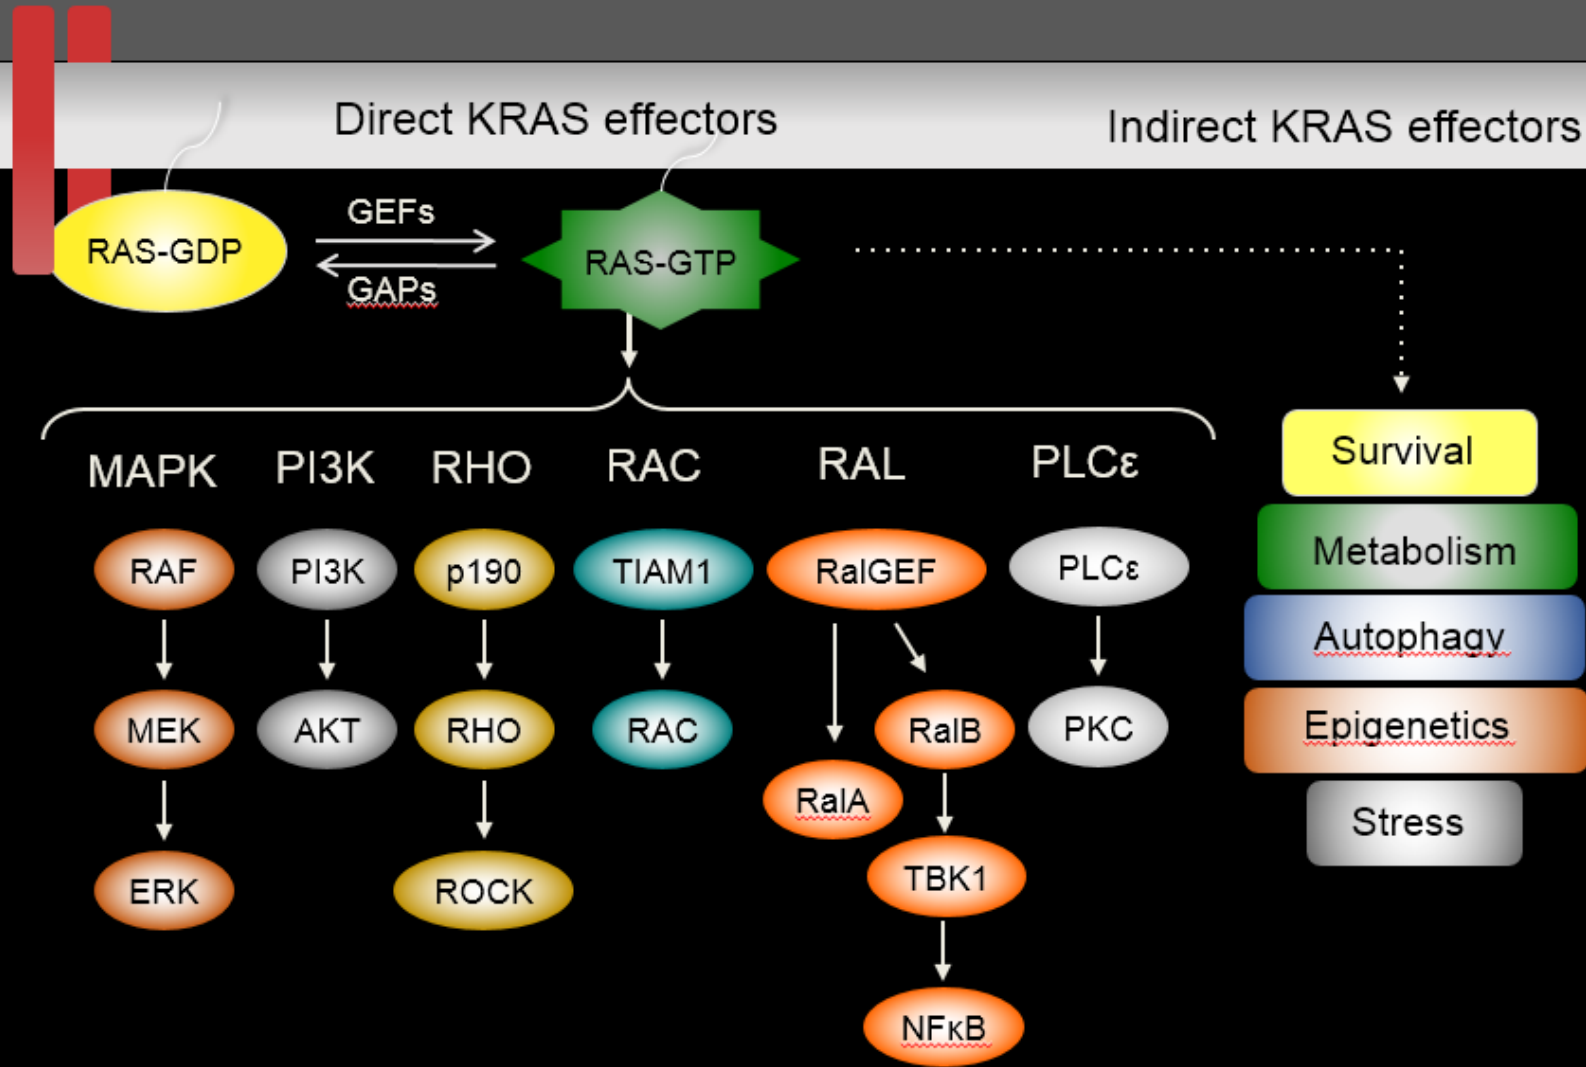 Direct KRAS effectors
Indirect KRAS effectors
GEFs
RAS-GDP
RAS-GTP
GAPs
MAPK
PI3K
RHO
RAC
RAL
PLCε
Survival
Metabolism
RAF
PI3K
p190
TIAM1
RalGEF
PLCε
Autophagy
MEK
AKT
RHO
RAC
RalB
PKC
Epigenetics
RalA
Stress
ERK
ROCK
TBK1
NFκB